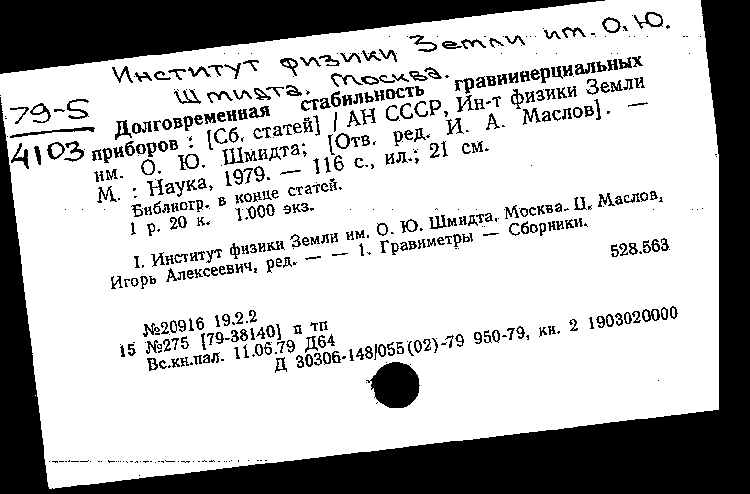 Институт физики Земли им. О. Ю.
Шмидта. Москва.
79-5
4103
Долговременная стабильность гравиинерциальных
приборов : [Сб. статей] / АН СССР, Ин-т физики Земли
им. О. Ю. Шмидта; [Отв. ред. И. А. Маслов]. —
М. : Наука, 1979. — 116 с., ил.; 21 см.
Библиогр. в конце статей.
1 р. 20 к. 1.000 экз.
I. Институт физики Земли им. О. Ю. Шмидта. Москва. II. Маслов,
Игорь Алексеевич, ред. — — 1. Гравиметры — Сборники.
528.563
№20916 19.2.2
15 №275 [79-38140] п тп
Вс.кн.пал. 11.06.79 Д64
Д 30306-148/055(02)-79 950-79, кн. 2 1903020000